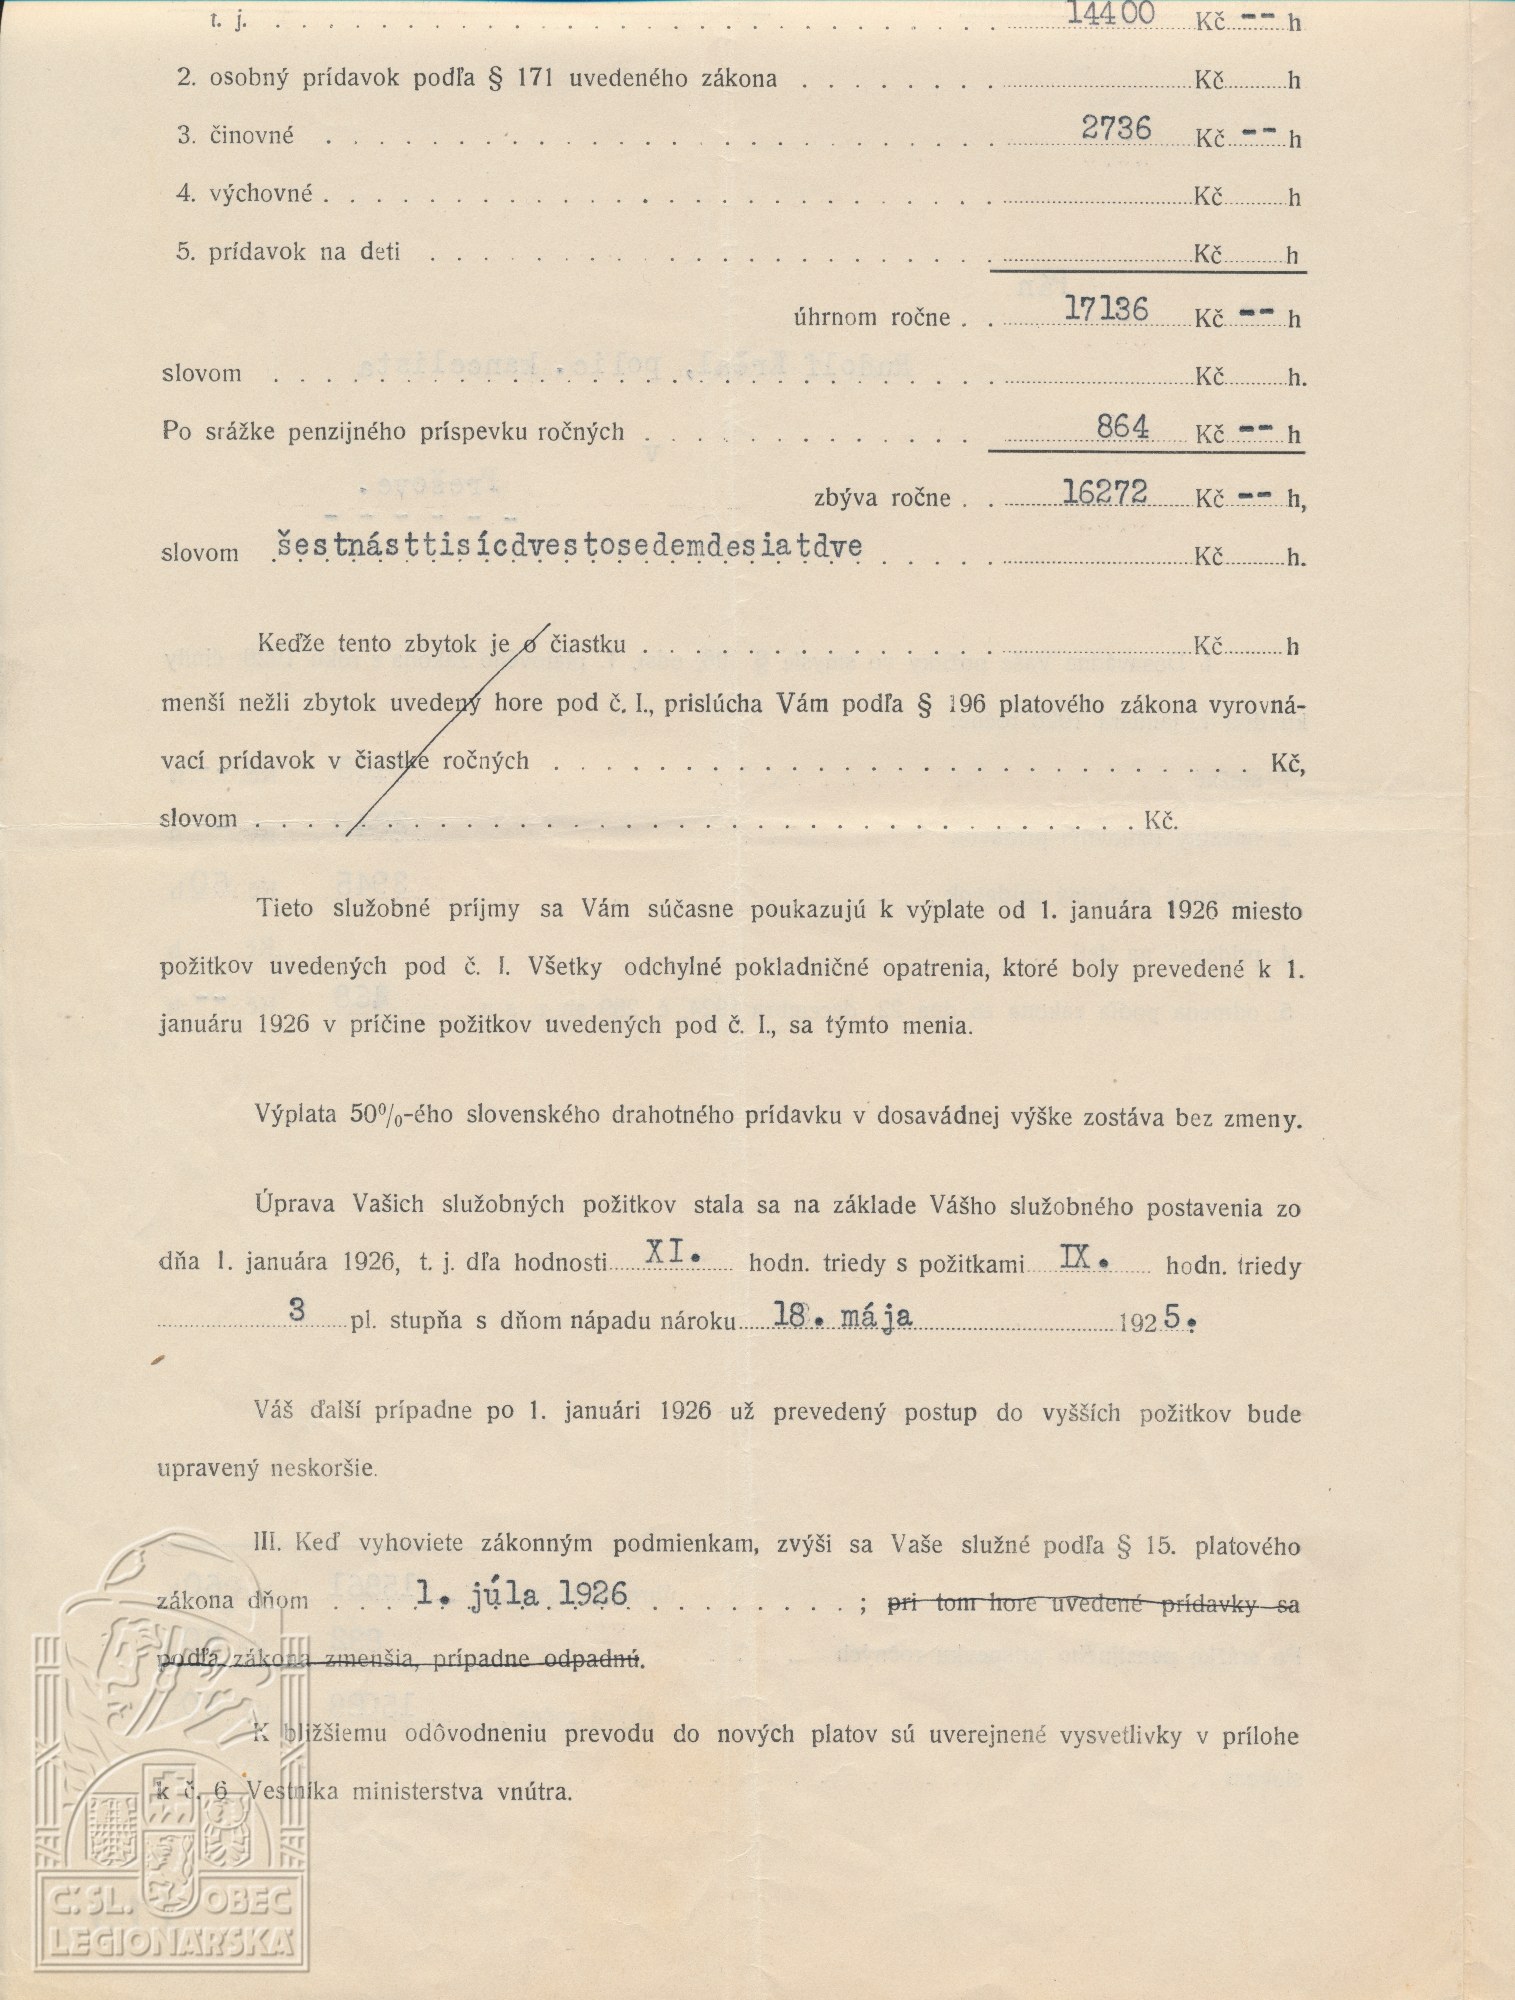 t. j. . . . . . . . . . . . . . . . 14400 Kč -- h
2. osobný prídavok podľa § 171 uvedeného zákona . . . . . . . . Kč h
3. činovné . . . . . . . . . . . . . . . 2736 Kč -- h
4. výchovné . . . . . . . . . . . . . . . Kč h
5. prídavok na deti . . . . . . . . . . . . . . . Kč h
úhrnom ročne . . 17136 Kč -- h
slovom . . . . . . . . . . . . . . . Kč h.
Po srážke penzijného príspevku ročných . . . . . . . . . . . . . 864 Kč -- h
zbýva ročne . . 16272 Kč -- h,
slovom šestnásttisícdvestosedemdesiatdve . . . . Kč h.
Keďže tento zbytok je o čiastku . . . . . . . . . . . . . . Kč h
menší nežli zbytok uvedený hore pod č. I., prislúcha Vám podľa § 196 platového zákona vyrovná-
vací prídavok v čiastke ročných . . . . . . . . . . . . . . . Kč,
slovom . . . . . . . . . . . . . . . Kč.
Tieto služobné príjmy sa Vám súčasne poukazujú k výplate od 1. januára 1926 miesto
požitkov uvedených pod č. I. Všetky odchylné pokladničné opatrenia, ktoré boly prevedené k 1.
januáru 1926 v príčine požitkov uvedených pod č. I., sa týmto menia.
Výplata 50%-ého slovenského drahotného prídavku v dosavádnej výške zostáva bez zmeny.
Úprava Vašich služobných požitkov stala sa na základe Vášho služobného postavenia zo
dňa 1. januára 1926, t. j. dľa hodnosti XI. hodn. triedy s požitkami IX. hodn. triedy
3 pl. stupňa s dňom nápadu nároku 18. mája 1925.
Váš ďalší prípadne po 1. januári 1926 už prevedený postup do vyšších požitkov bude
upravený neskoršie.
III. Keď vyhoviete zákonným podmienkam, zvýši sa Vaše služné podľa § 15. platového
zákona dňom . . . 1. júla 1926 . . . . . . . . . ; pri tom hore uvedené prídavky sa
podľa zákona zmenšia, prípadne odpadnú.
K bližšiemu odôvodneniu prevodu do nových platov sú uverejnené vysvetlivky v prílohe
k č. 6 Vestníka ministerstva vnútra.
Č. SL. OBEC
LEGIONÁŘSKÁ